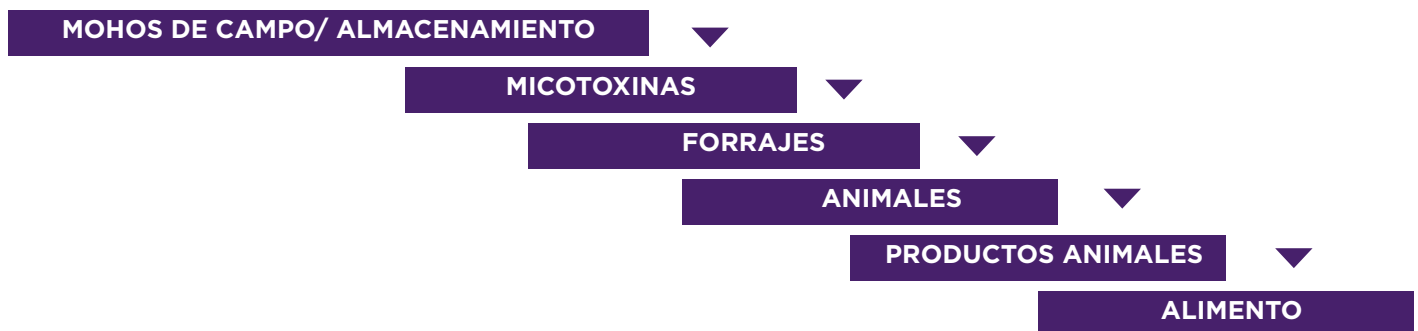 MOHOS DE CAMPO/ ALMACENAMIENTO
MICOTOXINAS
FORRAJES
ANIMALES
PRODUCTOS ANIMALES
ALIMENTO